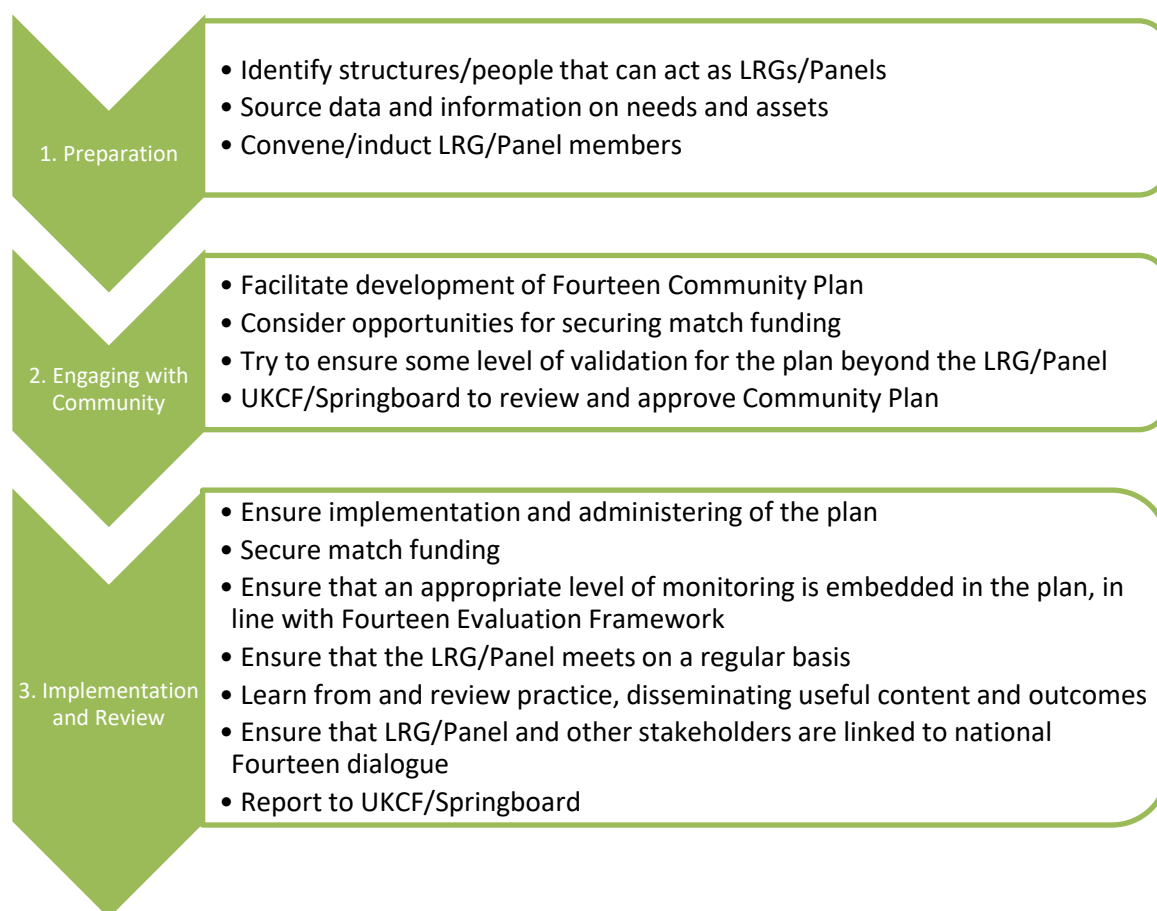 1. Preparation
• Identify structures/people that can act as LRGs/Panels
• Source data and information on needs and assets
• Convene/induct LRG/Panel members
2. Engaging with
Community
• Facilitate development of Fourteen Community Plan
• Consider opportunities for securing match funding
• Try to ensure some level of validation for the plan beyond the LRG/Panel
• UKCF/Springboard to review and approve Community Plan
3. Implementation
and Review
• Ensure implementation and administering of the plan
• Secure match funding
• Ensure that an appropriate level of monitoring is embedded in the plan, in
line with Fourteen Evaluation Framework
• Ensure that the LRG/Panel meets on a regular basis
• Learn from and review practice, disseminating useful content and outcomes
• Ensure that LRG/Panel and other stakeholders are linked to national
Fourteen dialogue
• Report to UKCF/Springboard